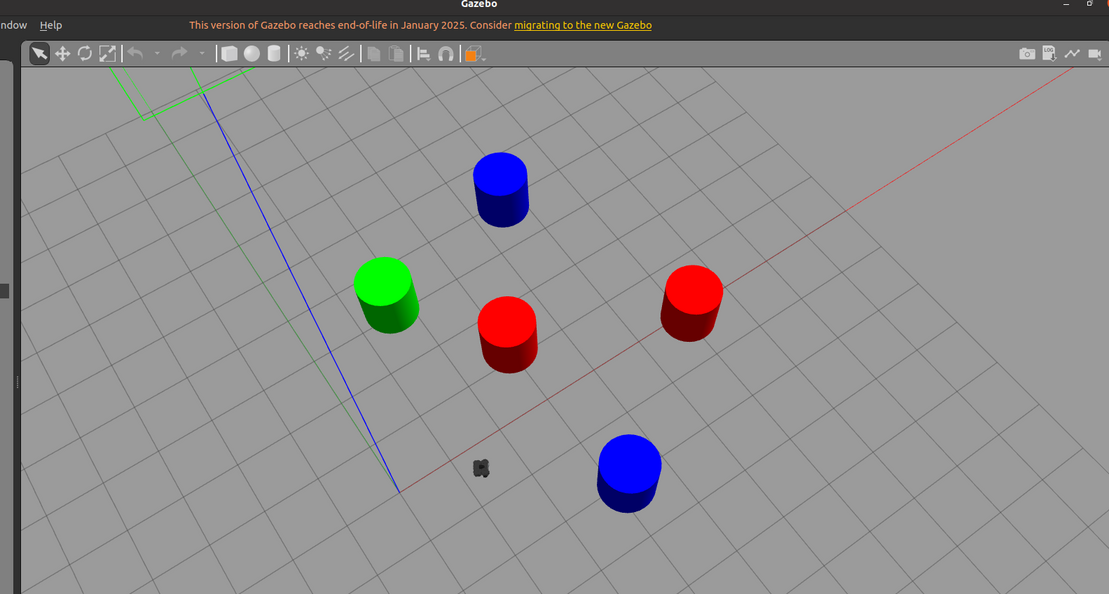 Gazebo
ndow Help This version of Gazebo reaches end-of-life in January 2025. Consider migrating to the new Gazebo
LOG